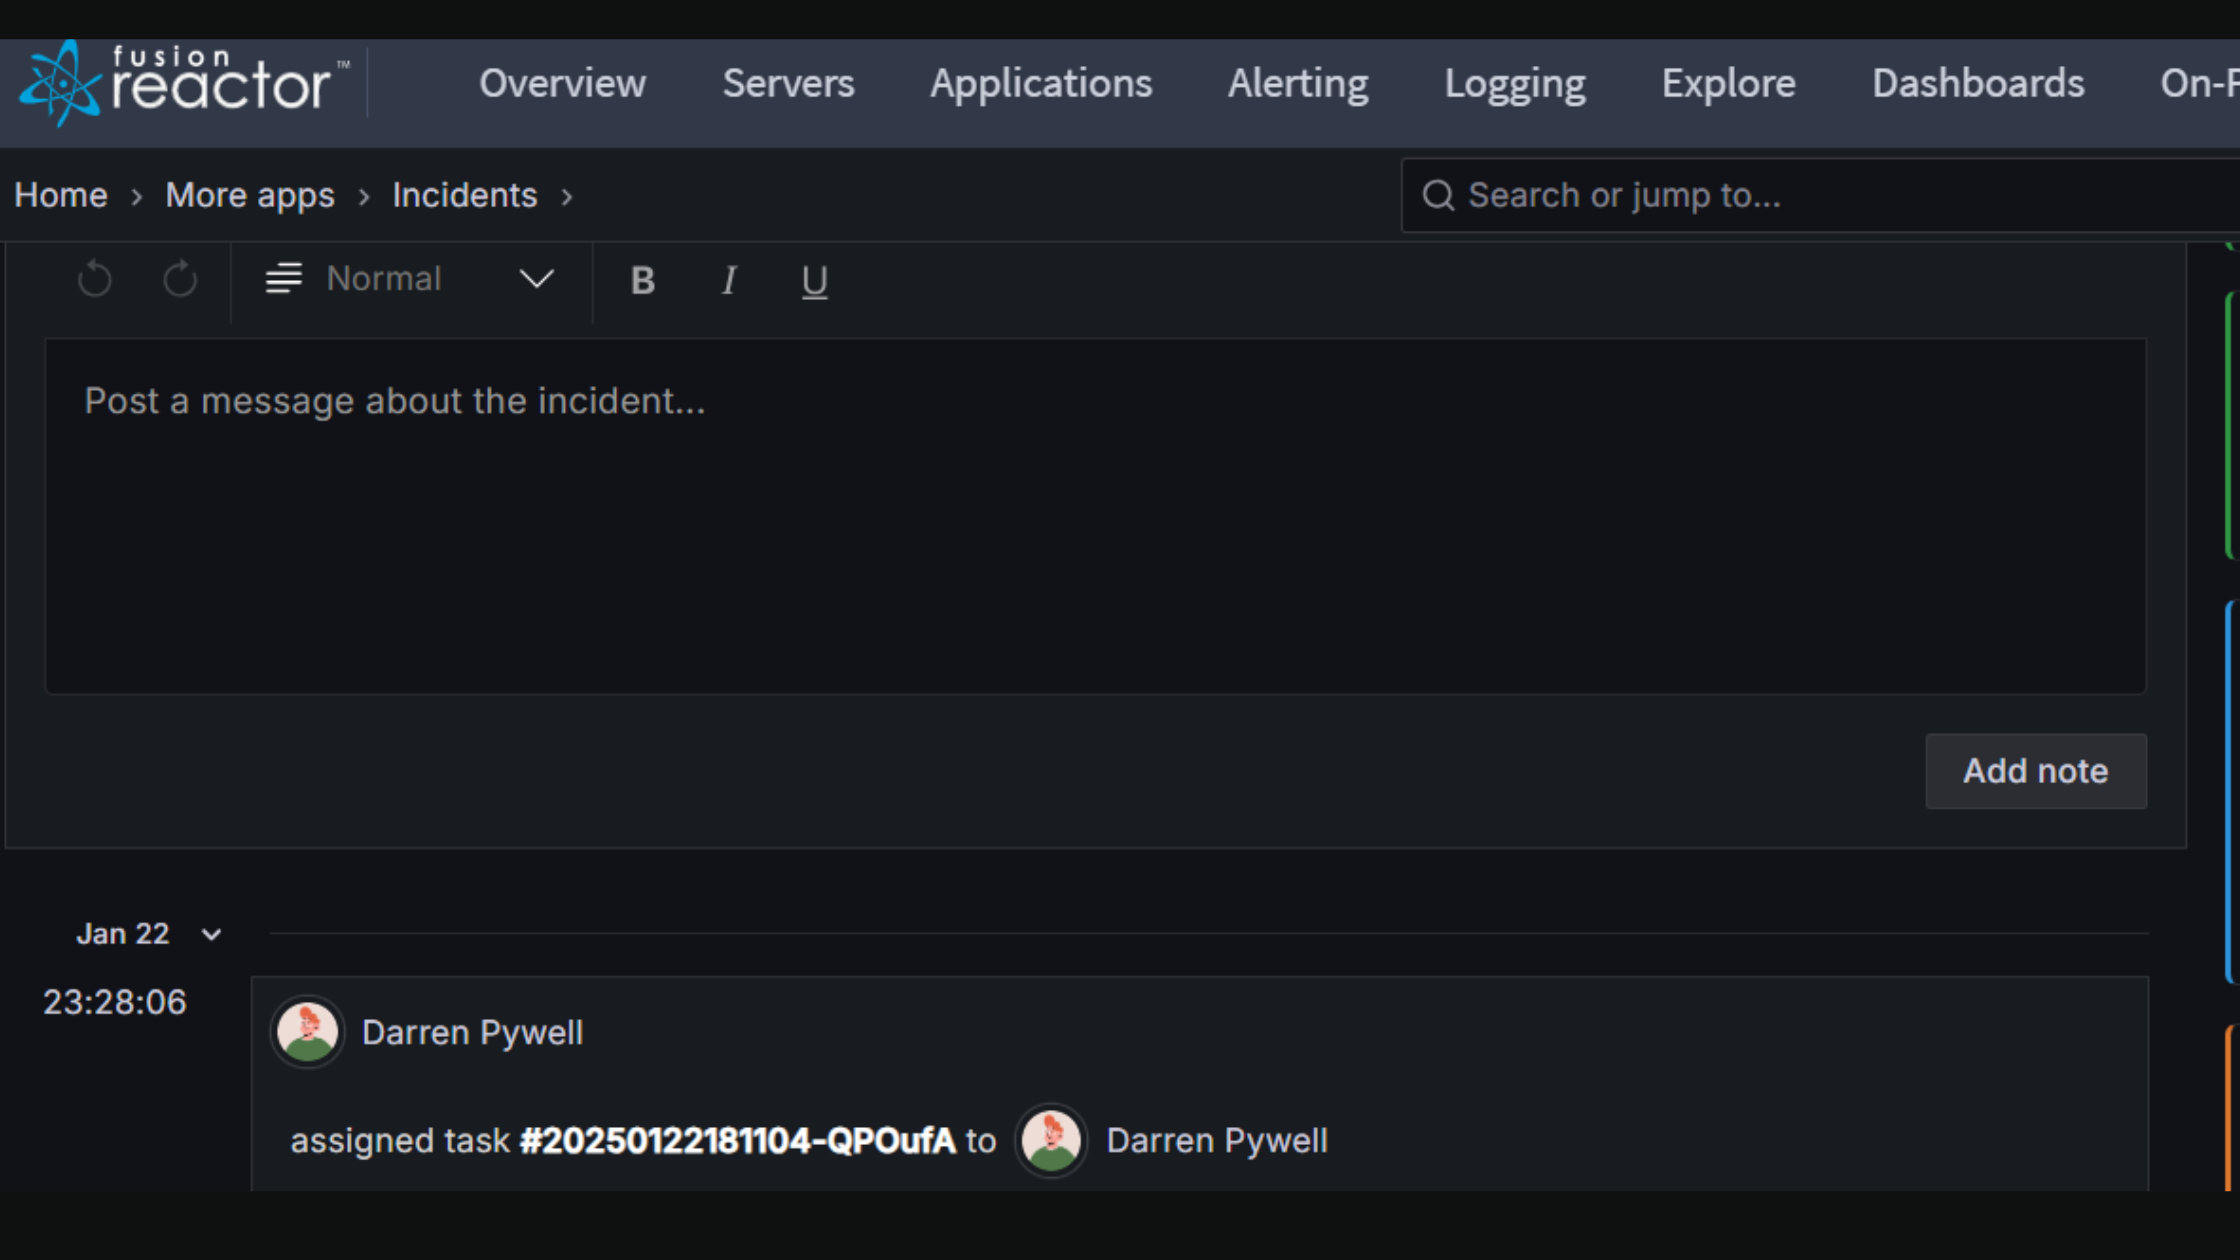 fusion
reactor™
Overview Servers Applications Alerting Logging Explore Dashboards
Home > More apps > Incidents >
Search or jump to...
Normal B I U
Post a message about the incident...
Add note
Jan 22
23:28:06
Darren Pywell
assigned task #20250122181104-QPOufA to Darren Pywell